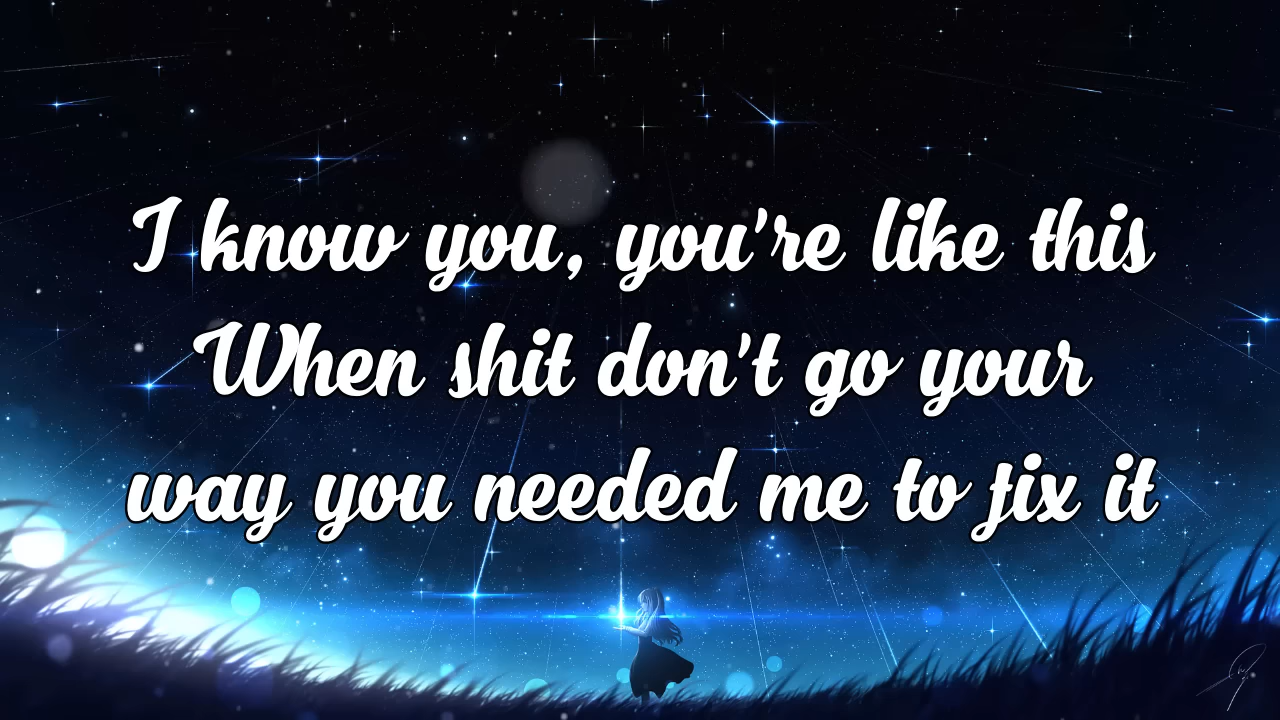 I know you, you're like this
When shit don't go your
way you needed me to fix it